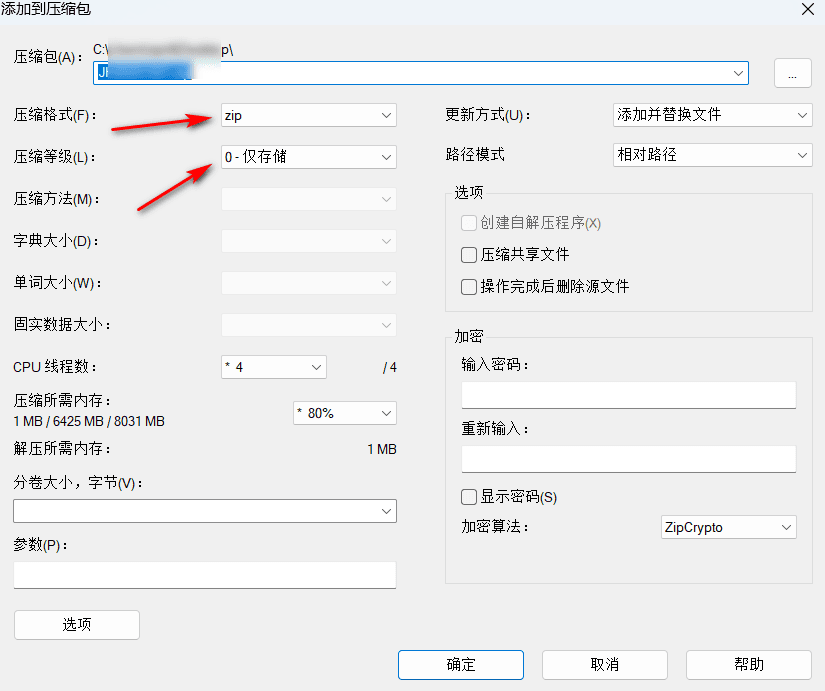 添加到压缩包
压缩包(A)：
C:\
p\
...
压缩格式(F)：
zip
更新方式(U)：
添加并替换文件
压缩等级(L)：
0 - 仅存储
路径模式
相对路径
压缩方法(M)：
字典大小(D)：
单词大小(W)：
固实数据大小：
CPU 线程数：
* 4
/ 4
压缩所需内存：
1 MB / 6425 MB / 8031 MB
* 80%
解压所需内存：
1 MB
分卷大小，字节(V)：
参数(P)：
选项
选项
创建自解压程序(X)
压缩共享文件
操作完成后删除源文件
加密
输入密码：
重新输入：
显示密码(S)
加密算法：
ZipCrypto
确定
取消
帮助